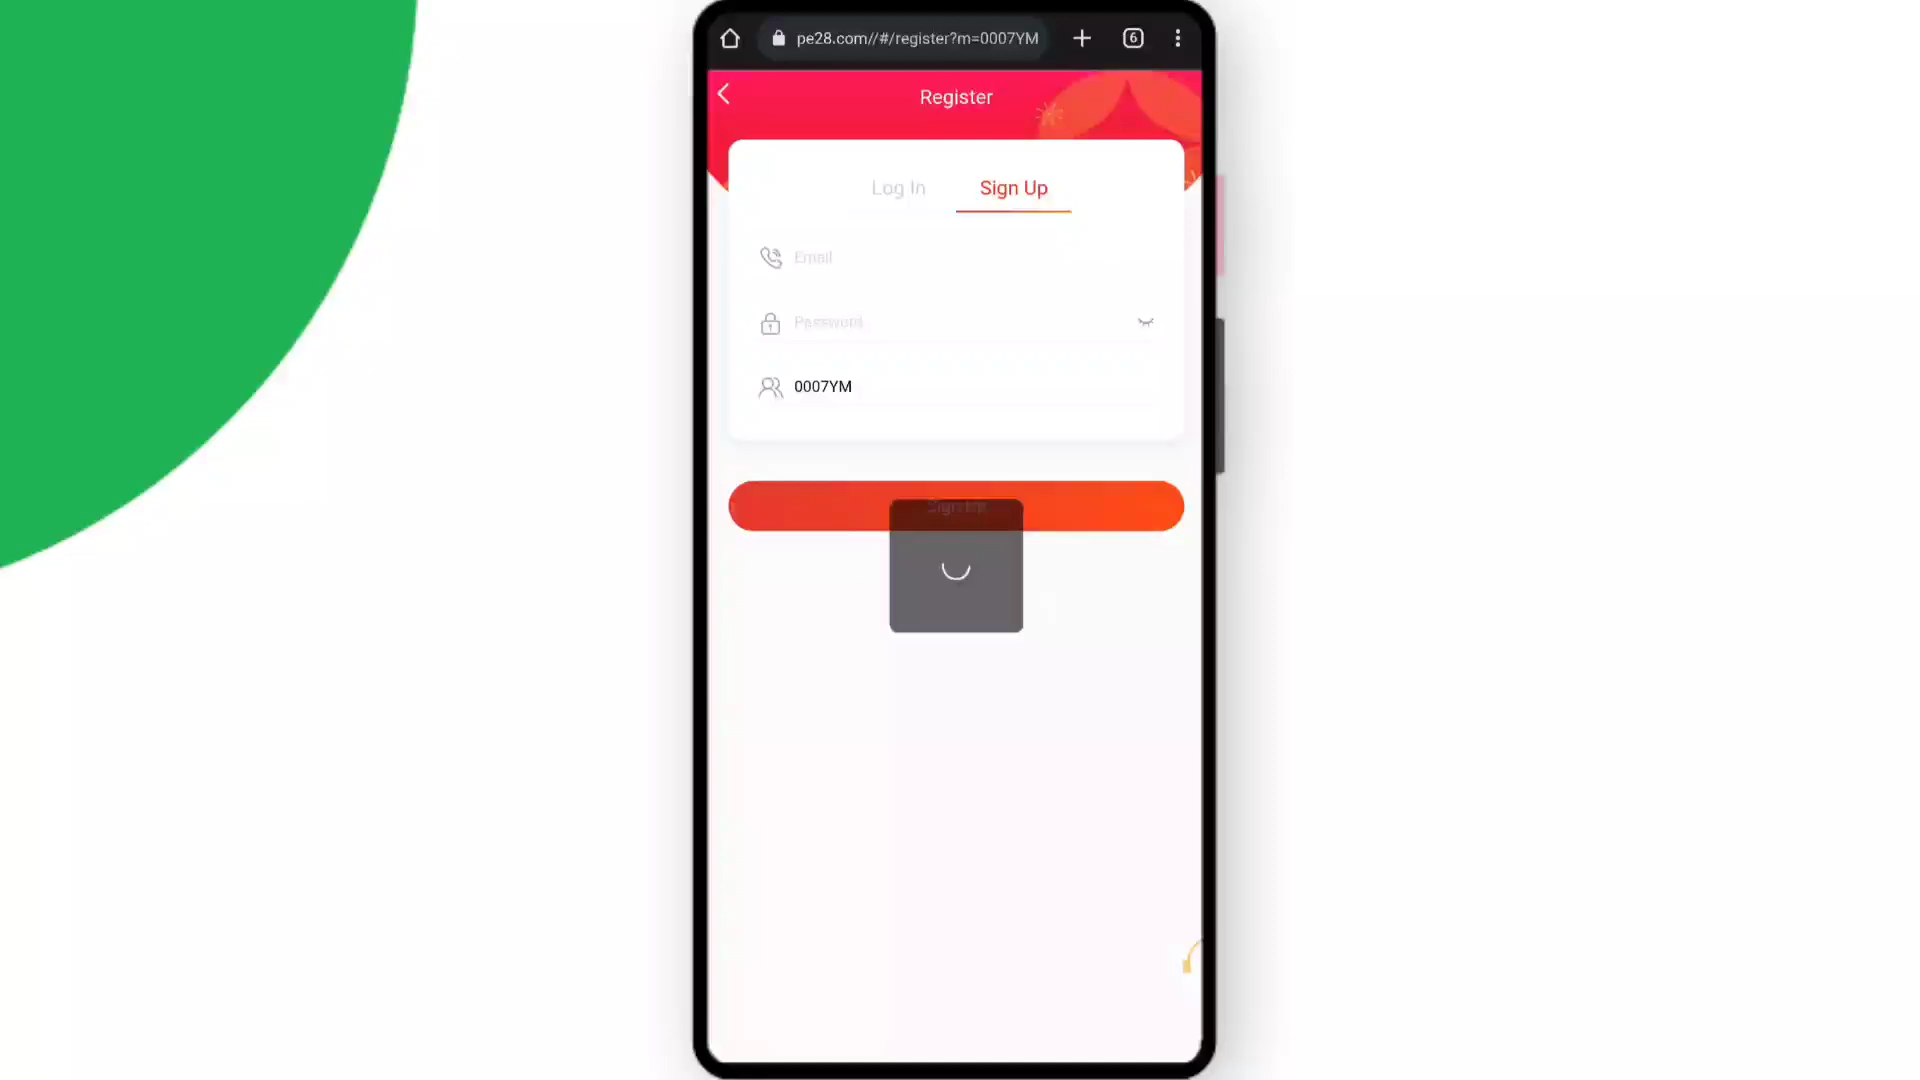 pe28.com//#/register?m=0007YM
6
Register
Log In
Sign Up
Email
Password
0007YM